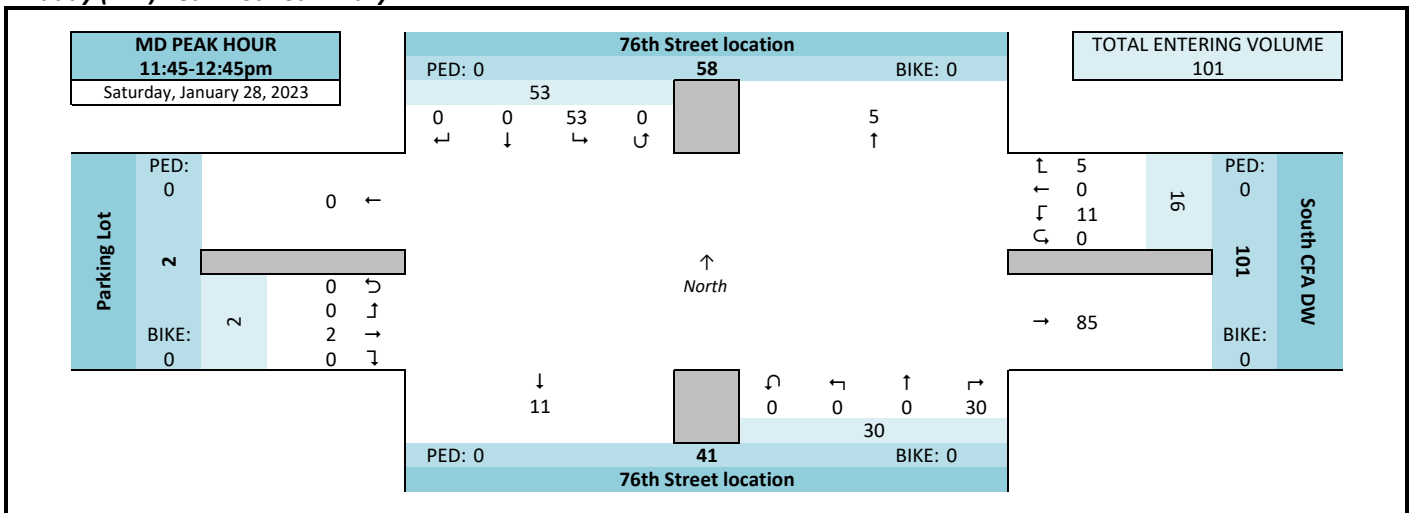 MD PEAK HOUR
11:45-12:45pm
Saturday, January 28, 2023
76th Street location
PED: 0 58 BIKE: 0
53
0 0 53 0
↵ ↓ ↳ ↺
5
↑
TOTAL ENTERING VOLUME
101
Parking Lot
PED:
0
2
BIKE:
0
2
0 ←
0 ⮌
0 ↰
2 →
0 ↴
↑
North
↱ 5
← 0
↲ 11
⮎ 0
16
→ 85
PED:
0
101
BIKE:
0
South CFA DW
↓
11
↶ ↰ ↑ ↱
0 0 0 30
30
PED: 0 41 BIKE: 0
76th Street location